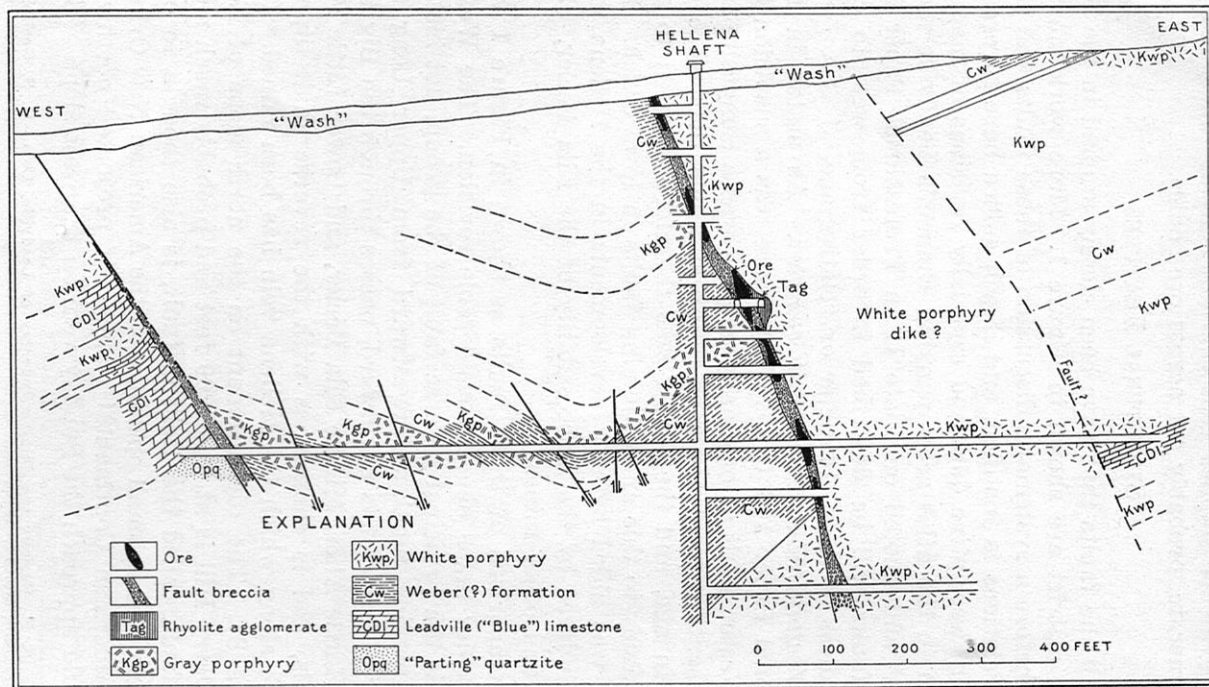 HELLENA
SHAFT
EAST
WEST
"Wash"
"Wash"
Cw
Kwp
Kwp
Cw
Kwp
Cw
Kwp
Kgp
Ore
Tag
White porphyry
dike?
Fault?
Kwp
CDl
Kwp
CDl
Cw
Kgp
Cw
Kgp
Kgp
Cw
Kgp
Cw
Opq
Kwp
CDl
Kwp
Cw
Kwp
EXPLANATION
Ore
Fault breccia
Tag Rhyolite agglomerate
Kgp Gray porphyry
Kwp White porphyry
Cw Weber (?) formation
CDl Leadville ("Blue") limestone
Opq "Parting" quartzite
0 100 200 300 400 FEET